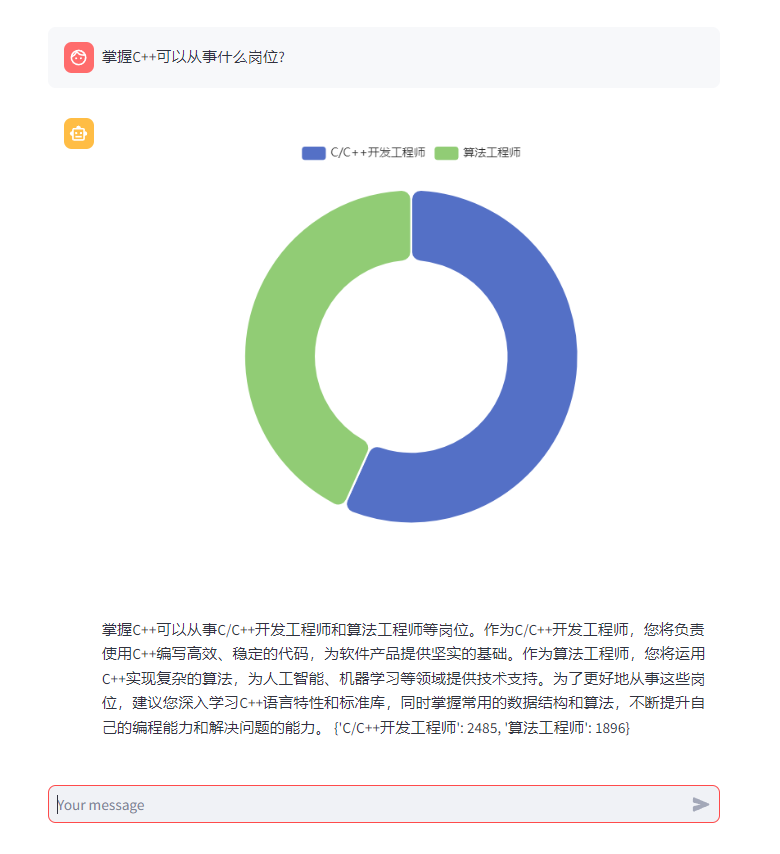 掌握C++可以从事什么岗位?
C/C++开发工程师 算法工程师
掌握C++可以从事C/C++开发工程师和算法工程师等岗位。作为C/C++开发工程师，您将负责
使用C++编写高效、稳定的代码，为软件产品提供坚实的基础。作为算法工程师，您将运用
C++实现复杂的算法，为人工智能、机器学习等领域提供技术支持。为了更好地从事这些岗
位，建议您深入学习C++语言特性和标准库，同时掌握常用的数据结构和算法，不断提升自
己的编程能力和解决问题的能力。 {'C/C++开发工程师': 2485, '算法工程师': 1896}
Your message